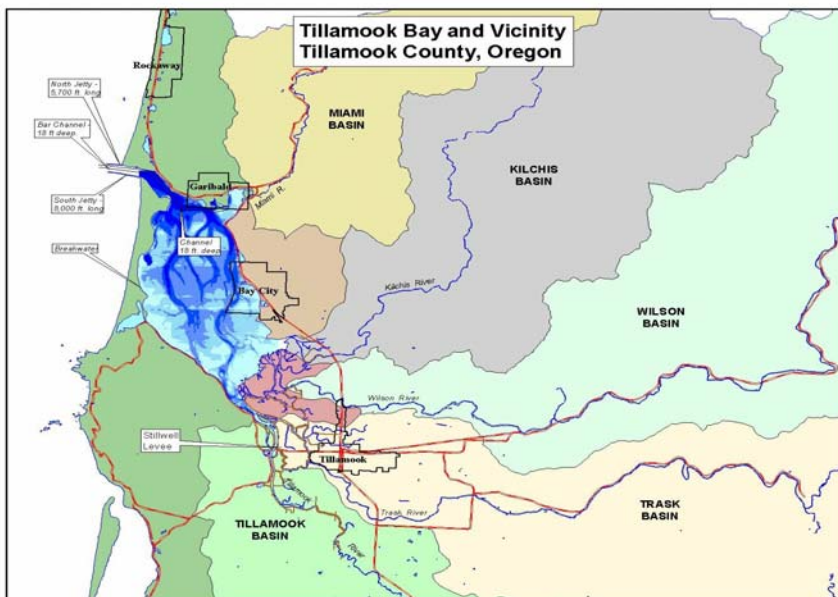 Tillamook Bay and Vicinity
Tillamook County, Oregon
Rockaway
North Jetty -
5,700 ft. long
Bar Channel -
18 ft deep
South Jetty -
8,000 ft. long
Garibaldi
Miami R.
MIAMI
BASIN
KILCHIS
BASIN
Channel
18 ft. deep
Breakwater
Bay City
Kilchis River
WILSON
BASIN
Wilson River
Stillwell
Levee
Tillamook
Tillamook
River
Trask River
TRASK
BASIN
TILLAMOOK
BASIN